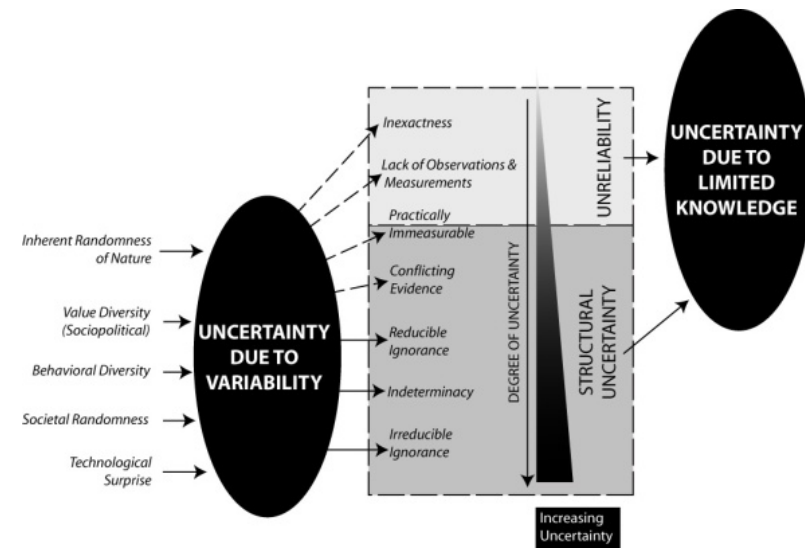 Inherent Randomness
of Nature
Value Diversity
(Sociopolitical)
Behavioral Diversity
Societal Randomness
Technological
Surprise
UNCERTAINTY
DUE TO
VARIABILITY
Inexactness
Lack of Observations &
Measurements
Practically
Immeasurable
Conflicting
Evidence
Reducible
Ignorance
Indeterminacy
Irreducible
Ignorance
DEGREE OF UNCERTAINTY
UNRELIABILITY
STRUCTURAL
UNCERTAINTY
Increasing
Uncertainty
UNCERTAINTY
DUE TO
LIMITED
KNOWLEDGE